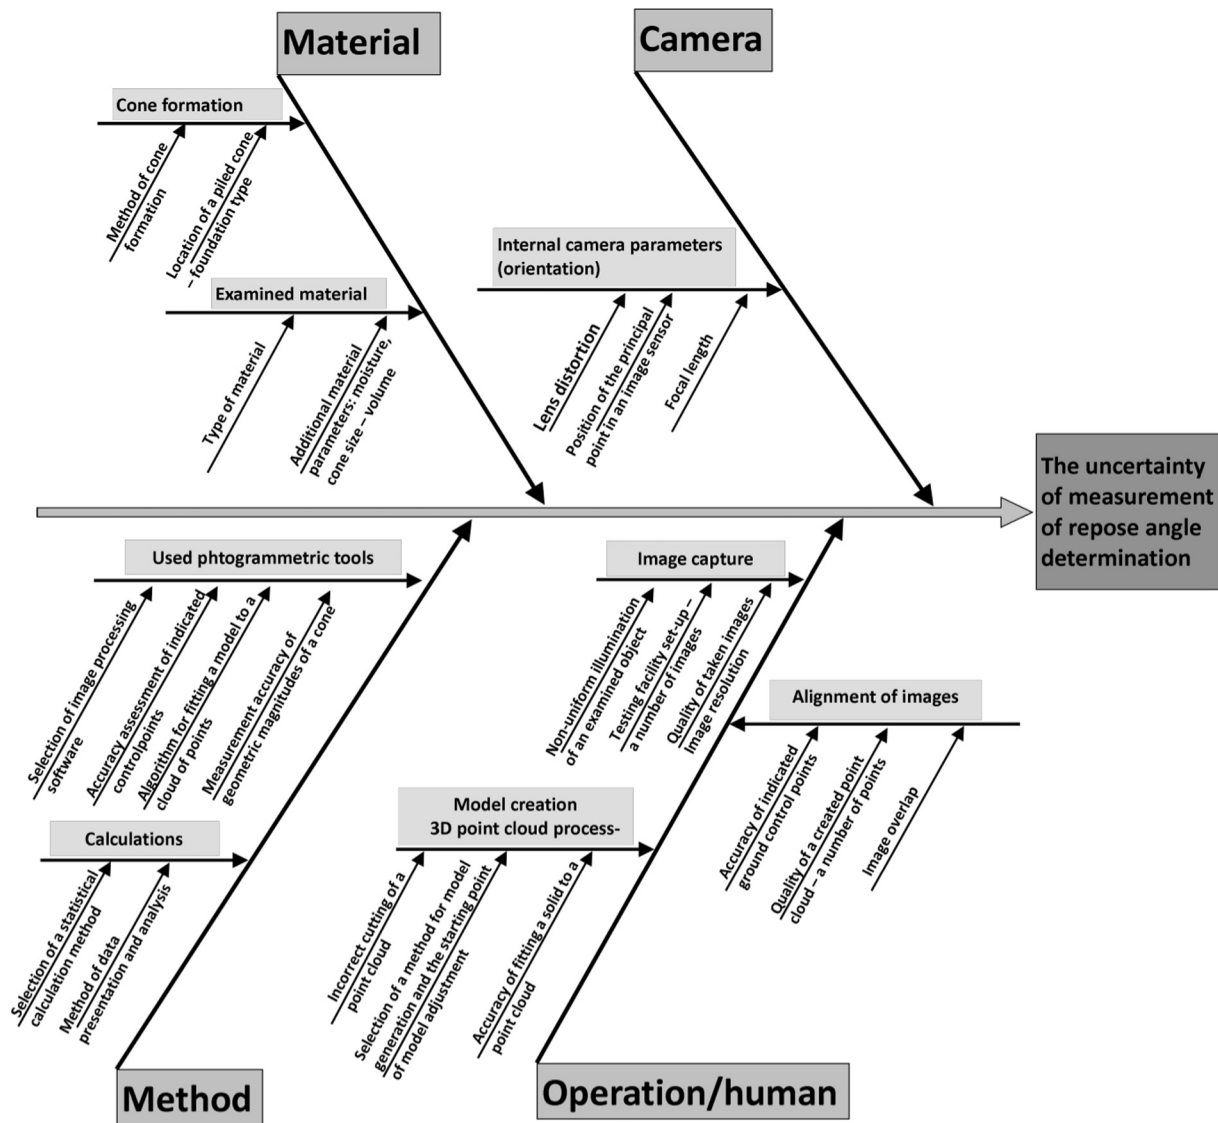 Material
Camera
Cone formation
Method of cone
formation
Location of a piled cone
– foundation type
Examined material
Type of material
Additional material
parameters: moisture,
cone size – volume
Internal camera parameters
(orientation)
Lens distortion
Position of the principal
point in an image sensor
Focal length
The uncertainty
of measurement
of repose angle
determination
Used phtogrammetric tools
Selection of image processing
software
Accuracy assessment of indicated
controlpoints
Algorithm for fitting a model to a
cloud of points
Measurement accuracy of
geometric magnitudes of a cone
Calculations
Selection of a statistical
calculation method
Method of data
presentation and analysis
Image capture
Non-uniform illumination
of an examined object
Testing facility set-up –
a number of images
Quality of taken images
Image resolution
Alignment of images
Accuracy of indicated
ground control points
Quality of a created point
cloud – a number of points
Image overlap
Model creation
3D point cloud process-
Incorrect cutting of a
point cloud
Selection of a method for model
generation and the starting point
of model adjustment
Accuracy of fitting a solid to a
point cloud
Method
Operation/human